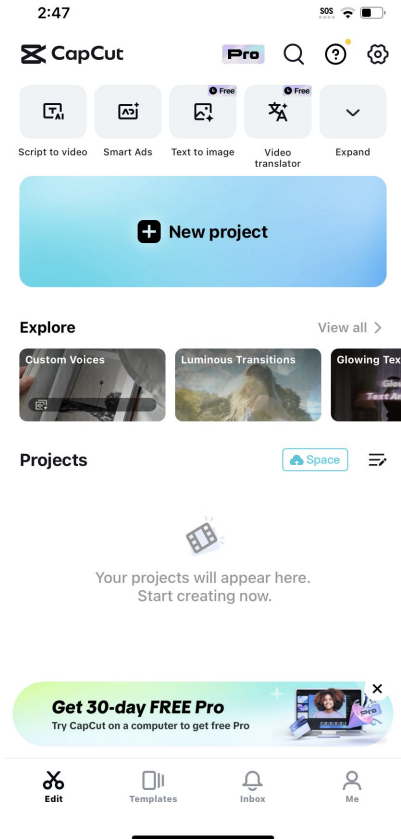 2:47
SOS
CapCut
Pro
Free
Free
Script to video
Smart Ads
Text to image
Video
translator
Expand
New project
Explore
View all
Custom Voices
Luminous Transitions
Glowing Tex
Projects
Space
Your projects will appear here.
Start creating now.
Get 30-day FREE Pro
Try CapCut on a computer to get free Pro
Pro
Edit
Templates
Inbox
Me